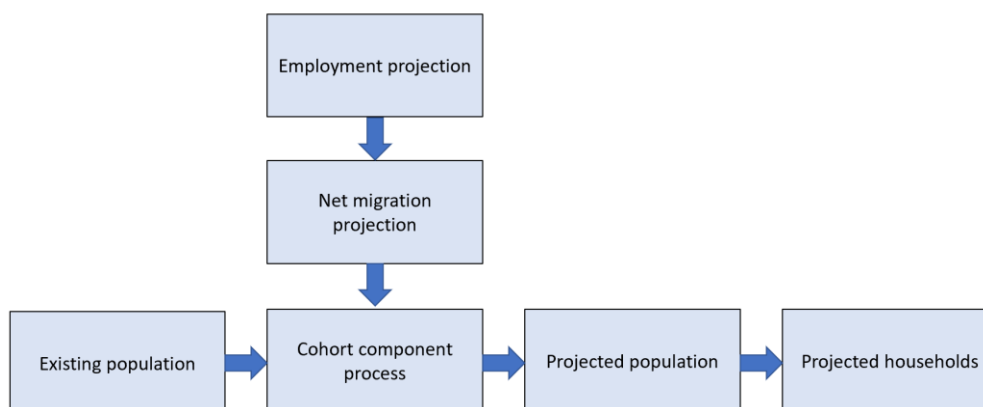 Employment projection
Net migration
projection
Existing population
Cohort component
process
Projected population
Projected households